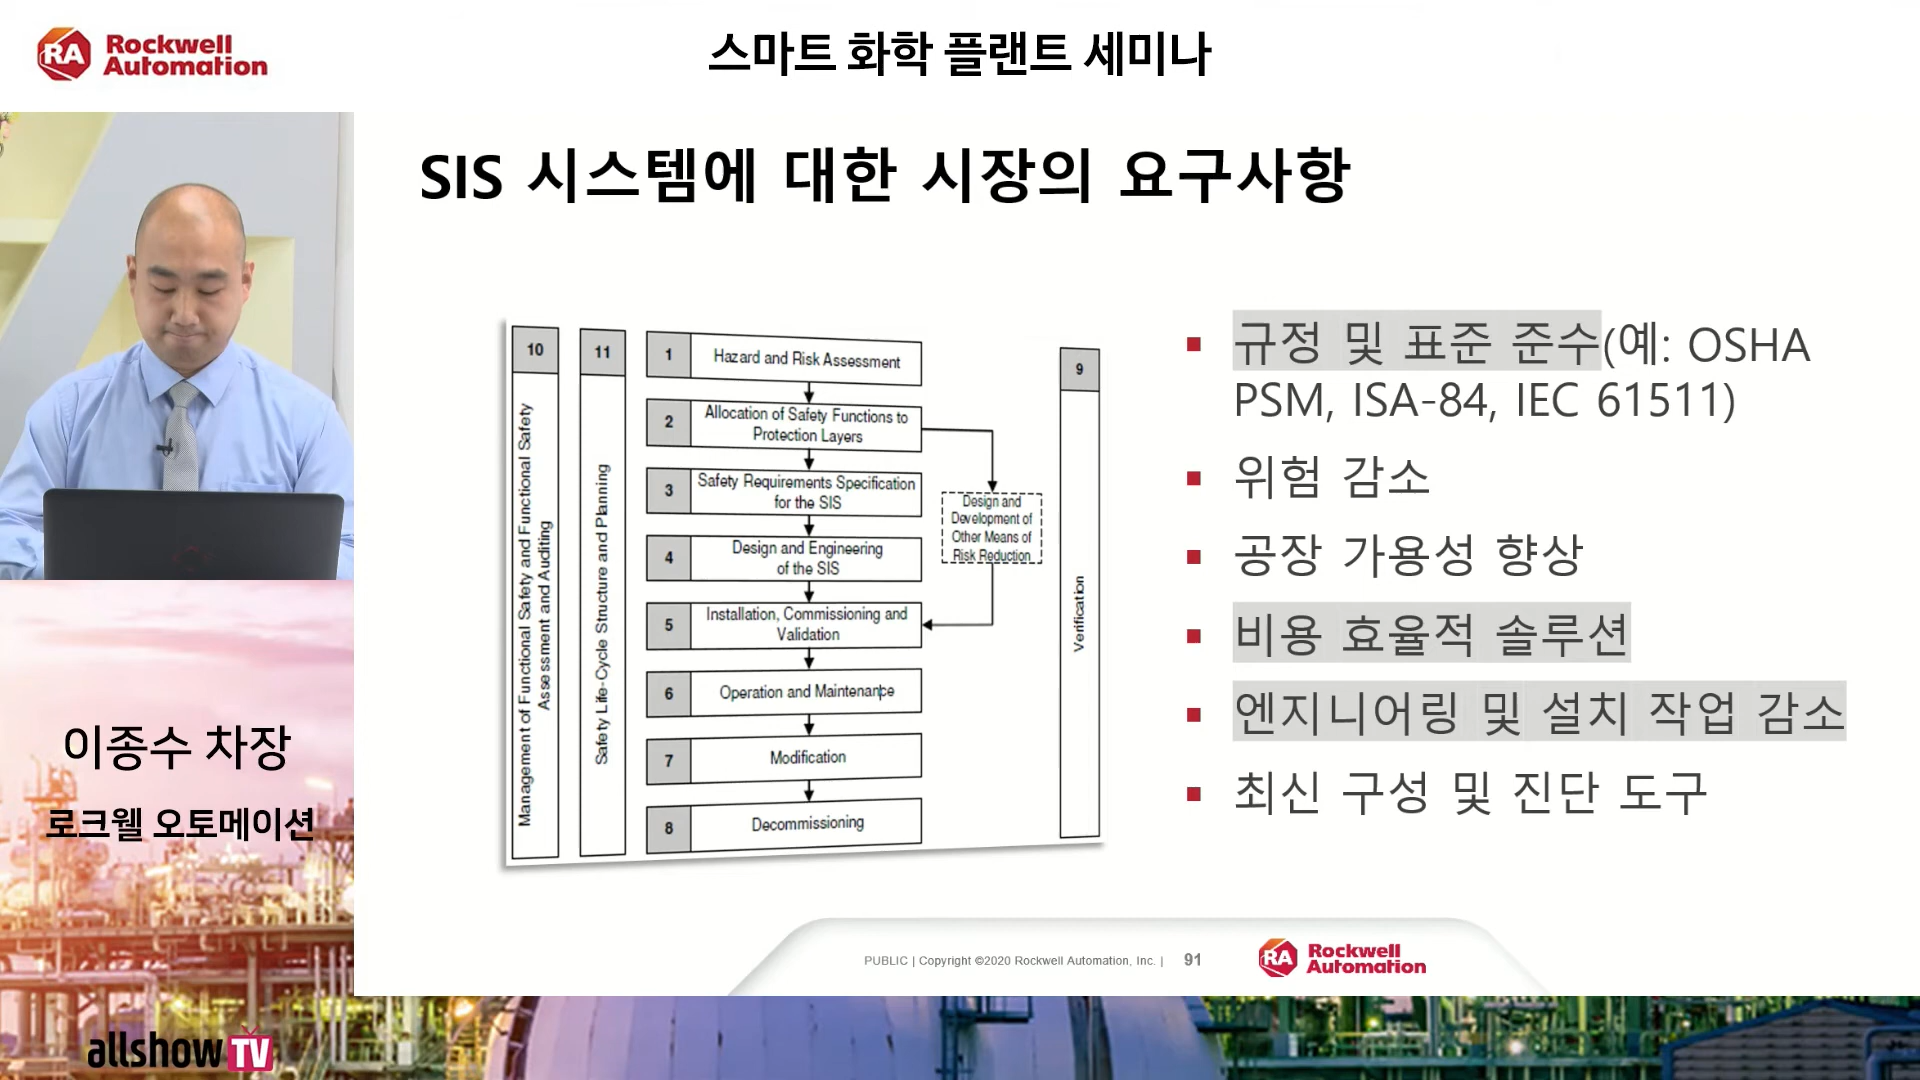 Rockwell
Automation
스마트 화학 플랜트 세미나
SIS 시스템에 대한 시장의 요구사항
10
Management of Functional Safety and Functional Safety
Assessment and Auditing
11
Safety Life-Cycle Structure and Planning
1
Hazard and Risk Assessment
2
Allocation of Safety Functions to
Protection Layers
3
Safety Requirements Specification
for the SIS
4
Design and Engineering
of the SIS
5
Installation, Commissioning and
Validation
6
Operation and Maintenance
7
Modification
8
Decommissioning
Design and
Development of
Other Means of
Risk Reduction
9
Verification
규정 및 표준 준수(예: OSHA
PSM, ISA-84, IEC 61511)
위험 감소
공장 가용성 향상
비용 효율적 솔루션
엔지니어링 및 설치 작업 감소
최신 구성 및 진단 도구
이종수 차장
로크웰 오토메이션
PUBLIC | Copyright ©2020 Rockwell Automation, Inc. | 91
RA Rockwell
Automation
allshow TV